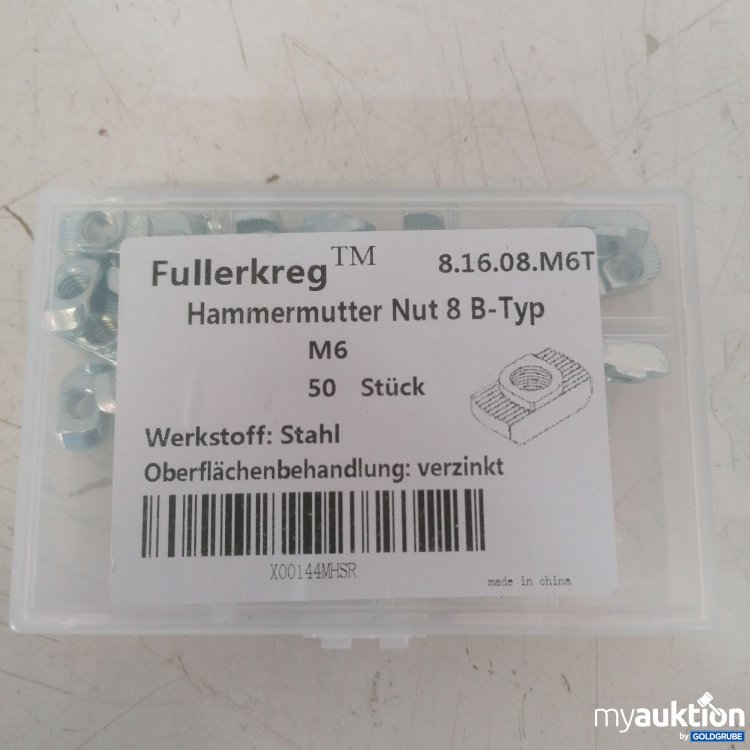 Fullerkreg™ 8.16.08.M6T
Hammermutter Nut 8 B-Typ
M6
50 Stück
Werkstoff: Stahl
Oberflächenbehandlung: verzinkt
X00144MHSR
made in china
myauktion
by GOLDGRUBE